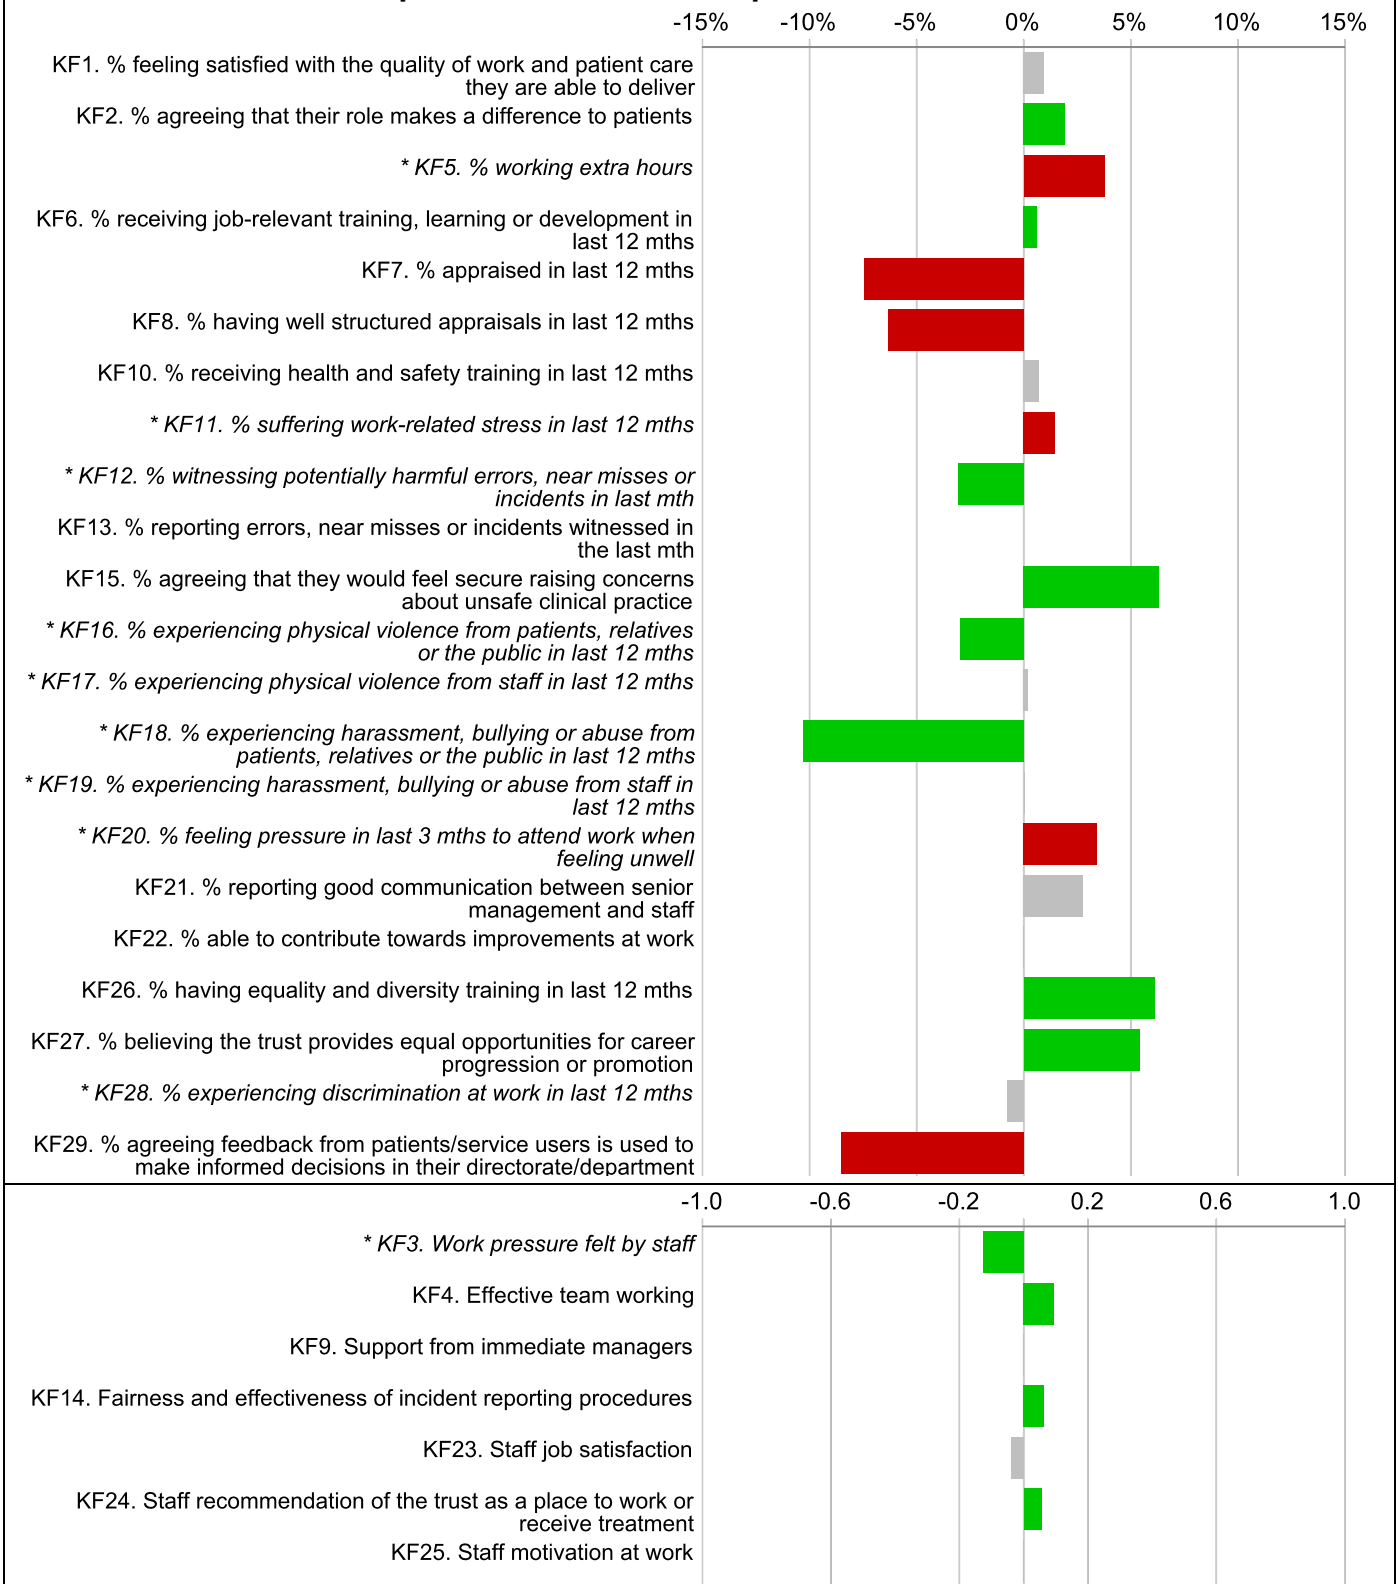 -15% -10% -5% 0% 5% 10% 15%
KF1. % feeling satisfied with the quality of work and patient care
they are able to deliver
KF2. % agreeing that their role makes a difference to patients
* KF5. % working extra hours
KF6. % receiving job-relevant training, learning or development in
last 12 mths
KF7. % appraised in last 12 mths
KF8. % having well structured appraisals in last 12 mths
KF10. % receiving health and safety training in last 12 mths
* KF11. % suffering work-related stress in last 12 mths
* KF12. % witnessing potentially harmful errors, near misses or
incidents in last mth
KF13. % reporting errors, near misses or incidents witnessed in
the last mth
KF15. % agreeing that they would feel secure raising concerns
about unsafe clinical practice
* KF16. % experiencing physical violence from patients, relatives
or the public in last 12 mths
* KF17. % experiencing physical violence from staff in last 12 mths
* KF18. % experiencing harassment, bullying or abuse from
patients, relatives or the public in last 12 mths
* KF19. % experiencing harassment, bullying or abuse from staff in
last 12 mths
* KF20. % feeling pressure in last 3 mths to attend work when
feeling unwell
KF21. % reporting good communication between senior
management and staff
KF22. % able to contribute towards improvements at work
KF26. % having equality and diversity training in last 12 mths
KF27. % believing the trust provides equal opportunities for career
progression or promotion
* KF28. % experiencing discrimination at work in last 12 mths
KF29. % agreeing feedback from patients/service users is used to
make informed decisions in their directorate/department
-1.0 -0.6 -0.2 0.2 0.6 1.0
* KF3. Work pressure felt by staff
KF4. Effective team working
KF9. Support from immediate managers
KF14. Fairness and effectiveness of incident reporting procedures
KF23. Staff job satisfaction
KF24. Staff recommendation of the trust as a place to work or
receive treatment
KF25. Staff motivation at work